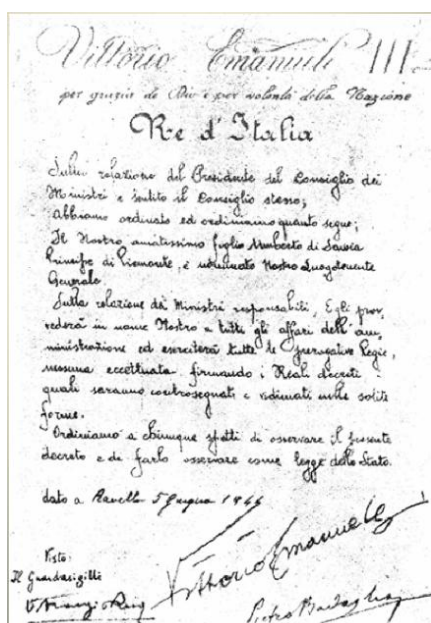 Vittorio Emanuele III
per grazia di Dio e per volontà della Nazione
Re d'Italia
Sulla relazione del Presidente del Consiglio dei
Ministri e sentito il Consiglio stesso;
Abbiamo ordinato ed ordiniamo quanto segue;
Il Nostro amatissimo figlio Umberto di Savoia
Principe di Piemonte, è nominato Nostro Luogotenente
Generale.
Sulla relazione dei Ministri responsabili, Egli prov
vederà in nome Nostro a tutti gli affari dell'am
ministrazione ed eserciterà tutte le prerogative Regie,
nessuna eccettuata, firmando i Reali decreti i
quali saranno controsegnati e vidimati nelle solite
forme.
Ordiniamo a chiunque spetti di osservare il presente
decreto e di farlo osservare come legge dello Stato.
dato a Ravello 5 Giugno 1944
Visto:
Il Guardasigilli
Vittorio Emanuele
Pietro Badoglio